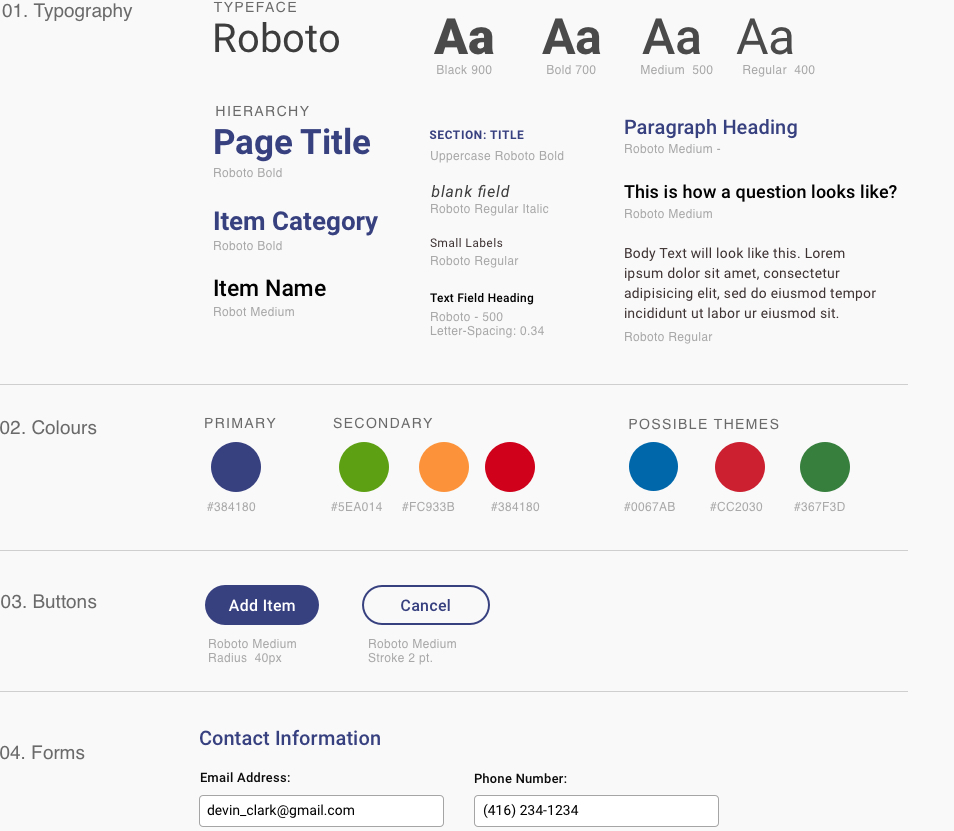 01. Typography
TYPEFACE
Roboto
Aa Aa Aa Aa
Black 900 Bold 700 Medium 500 Regular 400
HIERARCHY
Page Title
Roboto Bold
Item Category
Roboto Bold
Item Name
Robot Medium
SECTION: TITLE
Uppercase Roboto Bold
blank field
Roboto Regular Italic
Small Labels
Roboto Regular
Text Field Heading
Roboto - 500
Letter-Spacing: 0.34
Paragraph Heading
Roboto Medium -
This is how a question looks like?
Roboto Medium
Body Text will look like this. Lorem
ipsum dolor sit amet, consectetur
adipisicing elit, sed do eiusmod tempor
incididunt ut labor ur eiusmod sit.
Roboto Regular
02. Colours
PRIMARY
#384180
SECONDARY
#5EA014 #FC933B #384180
POSSIBLE THEMES
#0067AB #CC2030 #367F3D
03. Buttons
Add Item
Roboto Medium
Radius 40px
Cancel
Roboto Medium
Stroke 2 pt.
04. Forms
Contact Information
Email Address:
devin_clark@gmail.com
Phone Number:
(416) 234-1234